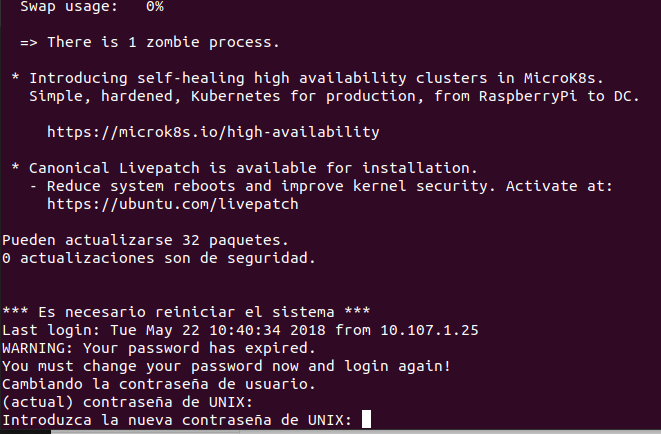 Swap usage:   0%
=> There is 1 zombie process.
* Introducing self-healing high availability clusters in MicroK8s.
Simple, hardened, Kubernetes for production, from RaspberryPi to DC.
https://microk8s.io/high-availability
* Canonical Livepatch is available for installation.
- Reduce system reboots and improve kernel security. Activate at:
https://ubuntu.com/livepatch
Pueden actualizarse 32 paquetes.
0 actualizaciones son de seguridad.
*** Es necesario reiniciar el sistema ***
Last login: Tue May 22 10:40:34 2018 from 10.107.1.25
WARNING: Your password has expired.
You must change your password now and login again!
Cambiando la contraseña de usuario.
(actual) contraseña de UNIX:
Introduzca la nueva contraseña de UNIX: